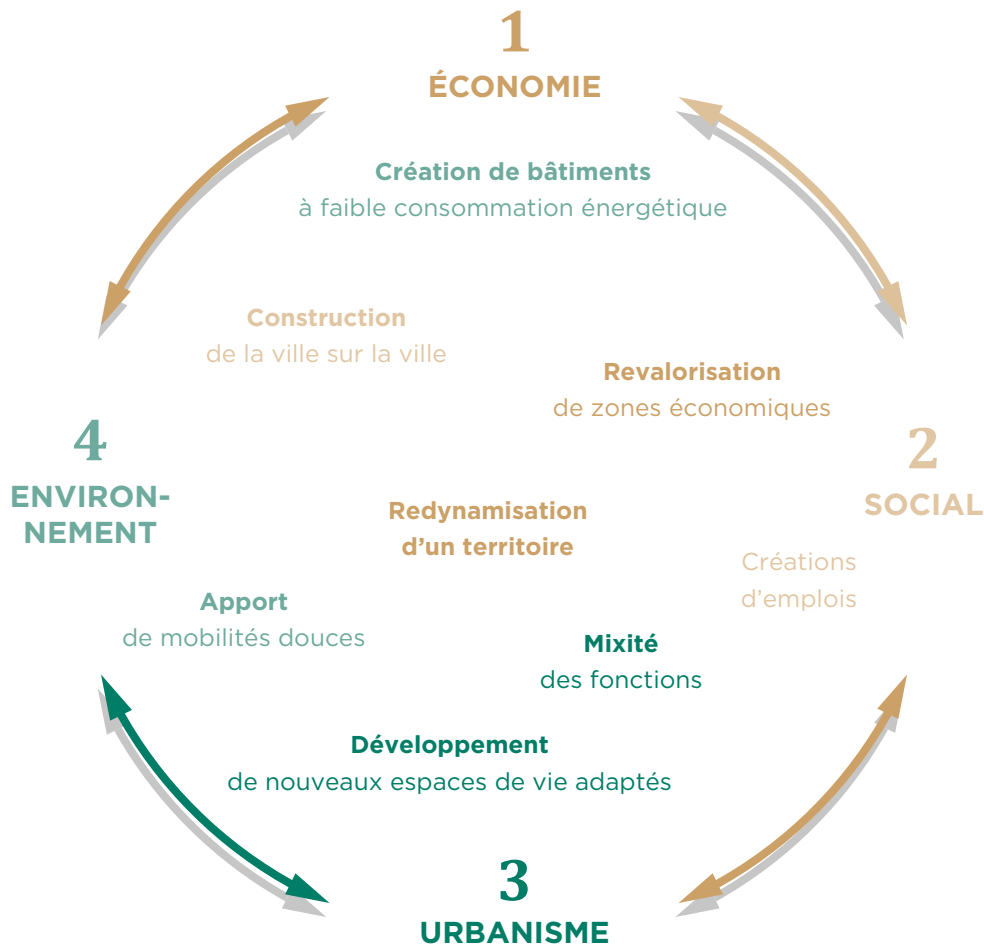 1
ÉCONOMIE
Création de bâtiments
à faible consommation énergétique
Construction
de la ville sur la ville
Revalorisation
de zones économiques
4
ENVIRON-
NEMENT
2
SOCIAL
Redynamisation
d’un territoire
Créations
d’emplois
Apport
de mobilités douces
Mixité
des fonctions
Développement
de nouveaux espaces de vie adaptés
3
URBANISME